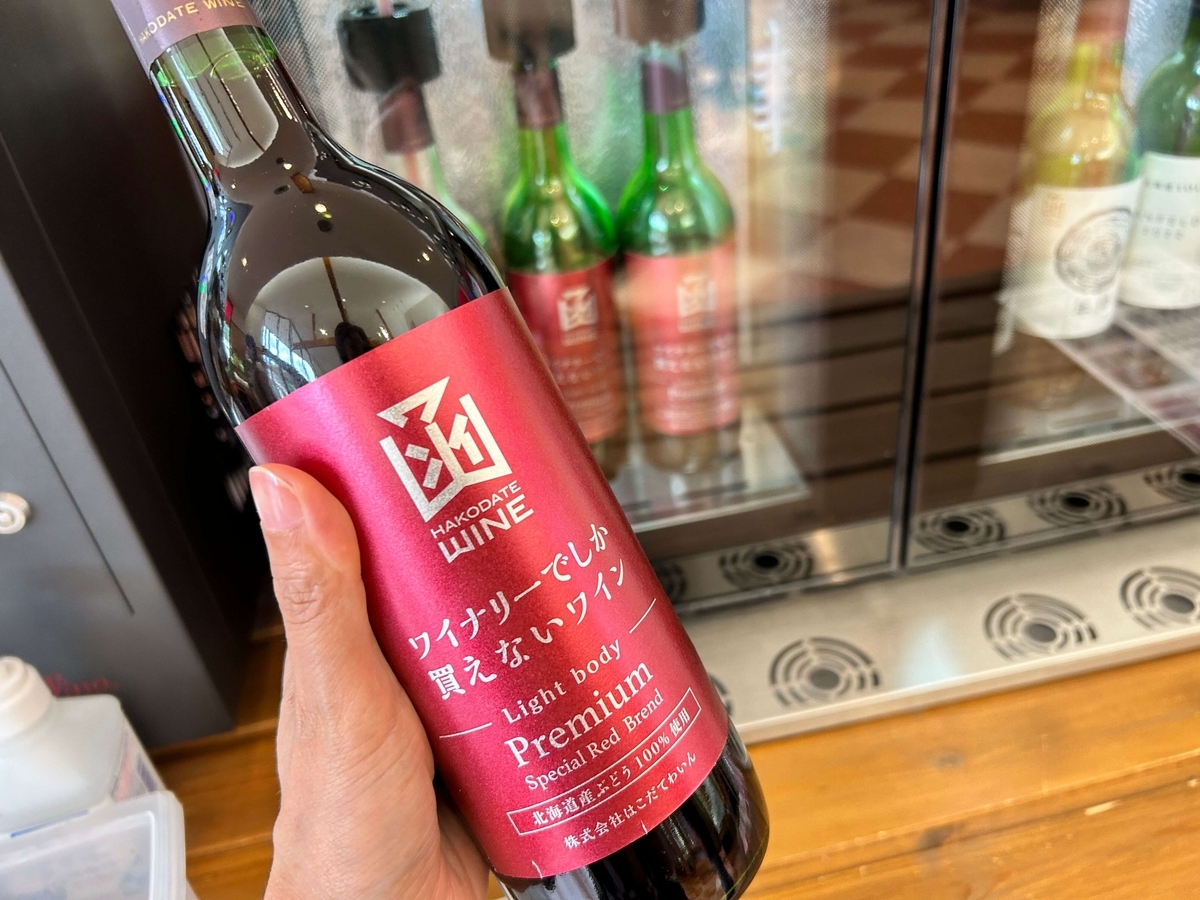 HAKODATE WINE
函
HAKODATE
WINE
ワイナリーでしか
買えないワイン
Light body
Premium
Special Red Brend
北海道産ぶどう100%使用
株式会社はこだてわいん